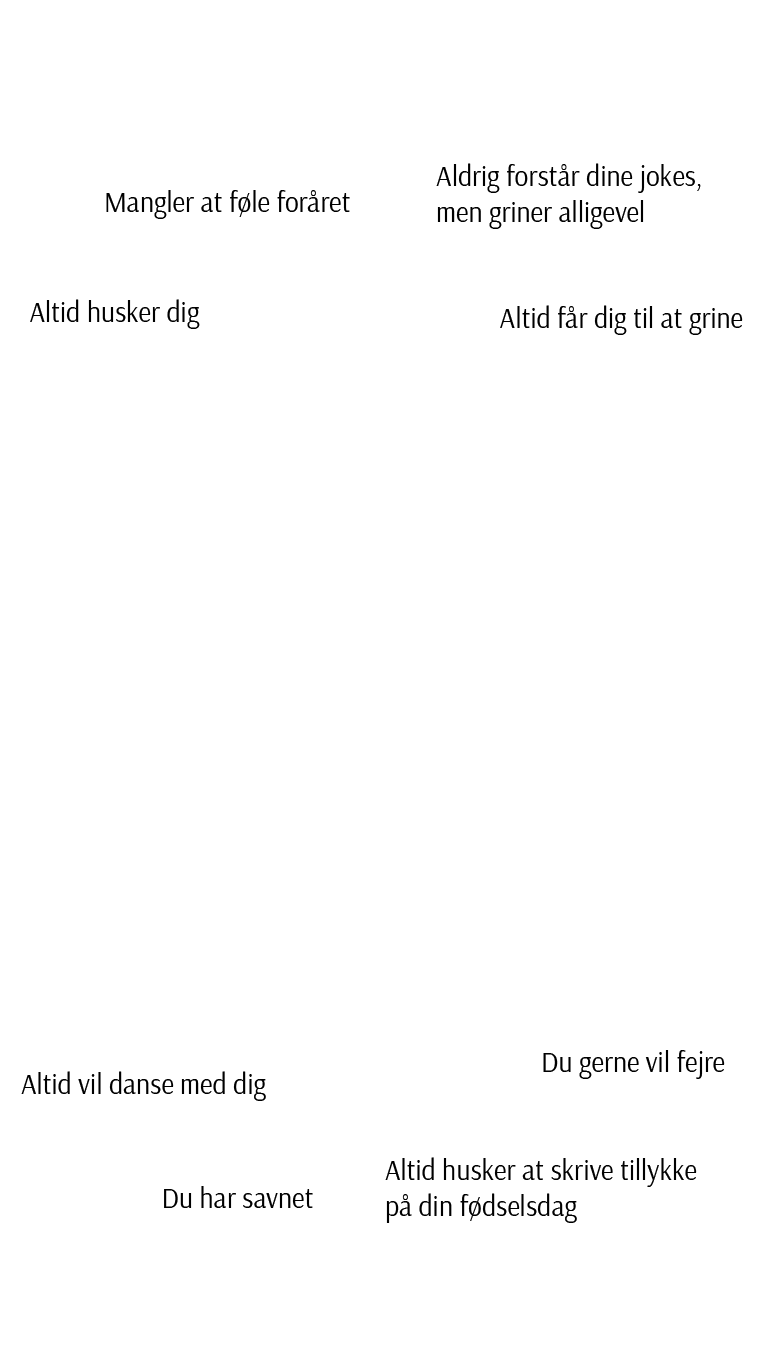 Mangler at føle foråret
Aldrig forstår dine jokes,
men griner alligevel
Altid husker dig
Altid får dig til at grine
Du gerne vil fejre
Altid vil danse med dig
Altid husker at skrive tillykke
på din fødselsdag
Du har savnet